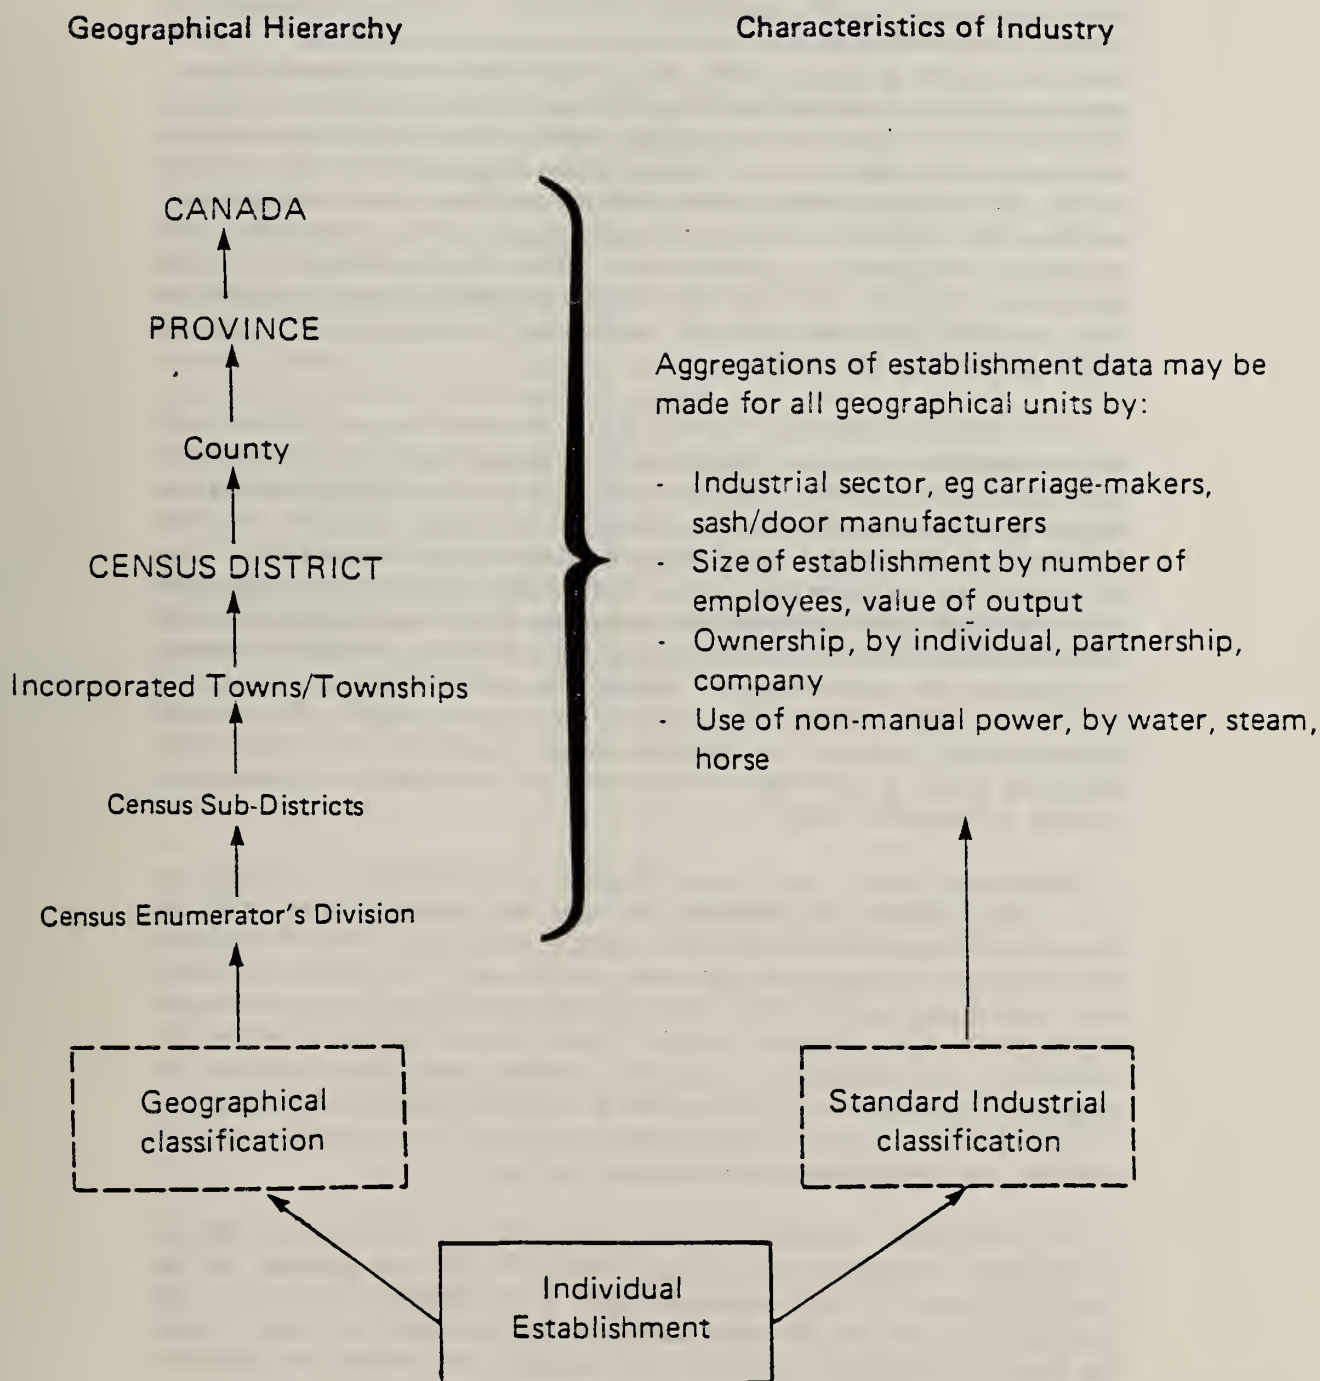 Geographical Hierarchy
Characteristics of Industry
CANADA
PROVINCE
County
CENSUS DISTRICT
Incorporated Towns/Townships
Census Sub-Districts
Census Enumerator's Division
Aggregations of establishment data may be
made for all geographical units by:
- Industrial sector, eg carriage-makers,
sash/door manufacturers
- Size of establishment by number of
employees, value of output
- Ownership, by individual, partnership,
company
- Use of non-manual power, by water, steam,
horse
Geographical
classification
Standard Industrial
classification
Individual
Establishment